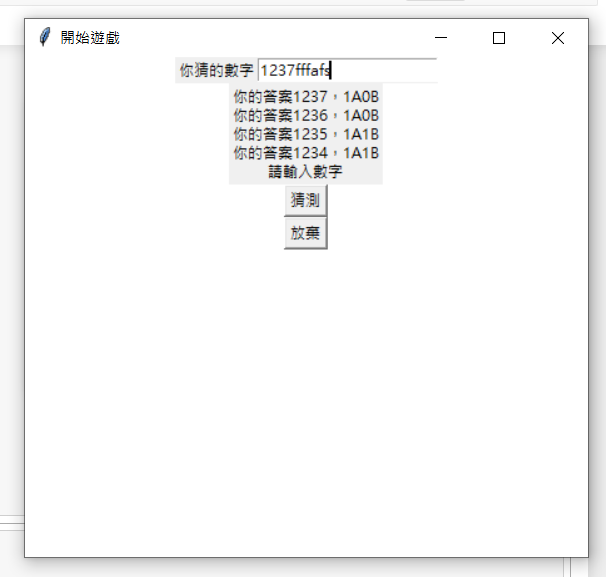 開始遊戲
你猜的數字 1237fffafs
你的答案1237，1A0B
你的答案1236，1A0B
你的答案1235，1A1B
你的答案1234，1A1B
請輸入數字
猜測
放棄